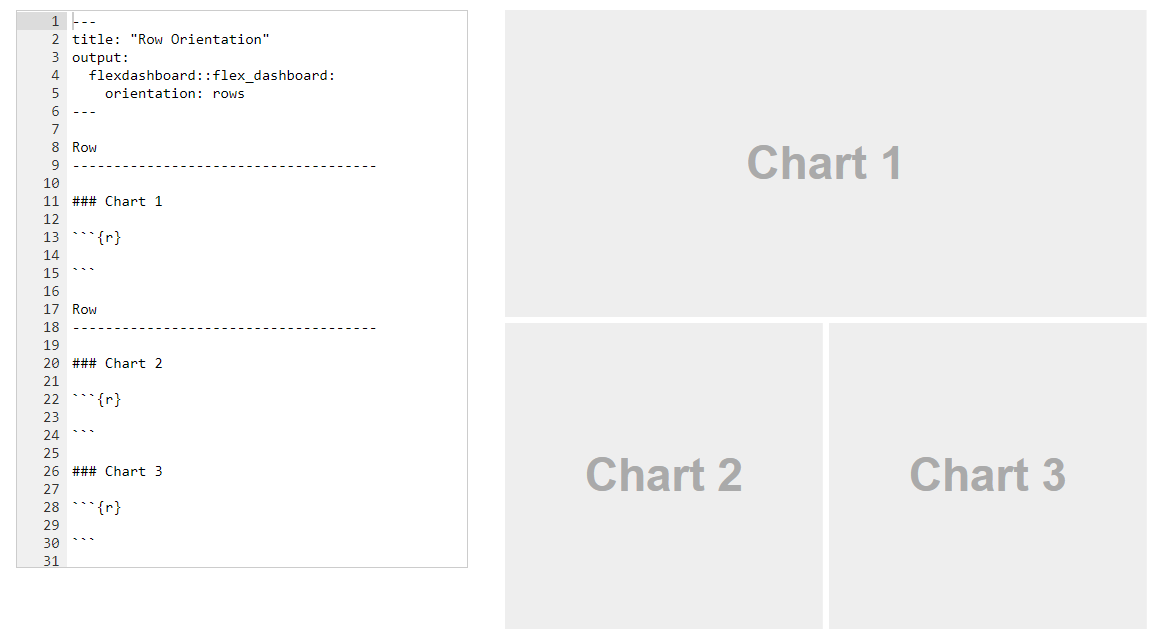 1 ---
2 title: "Row Orientation"
3 output:
4   flexdashboard::flex_dashboard:
5     orientation: rows
6 ---
7
8 Row
9 -------------------------------------
10
11 ### Chart 1
12
13 ```{r}
14
15 ```
16
17 Row
18 -------------------------------------
19
20 ### Chart 2
21
22 ```{r}
23
24 ```
25
26 ### Chart 3
27
28 ```{r}
29
30 ```
31
Chart 1
Chart 2
Chart 3